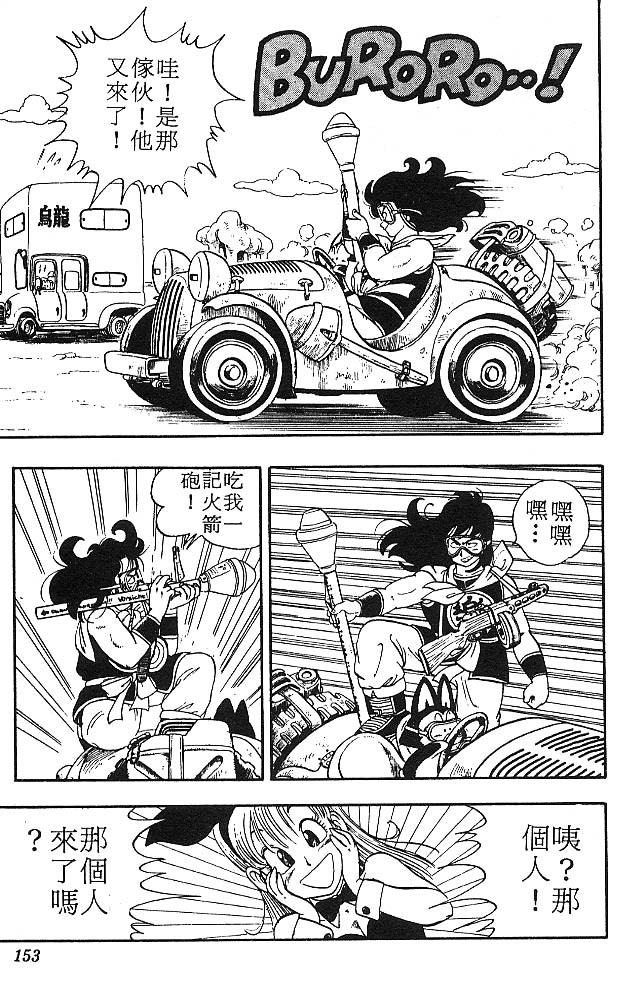 BURORO··!
哇！是那
傢伙！他
又來了！
烏龍
嘿嘿
嘿…
吃我一
記火箭
砲！
咦？那
個人！
那個人
來了嗎
？
153